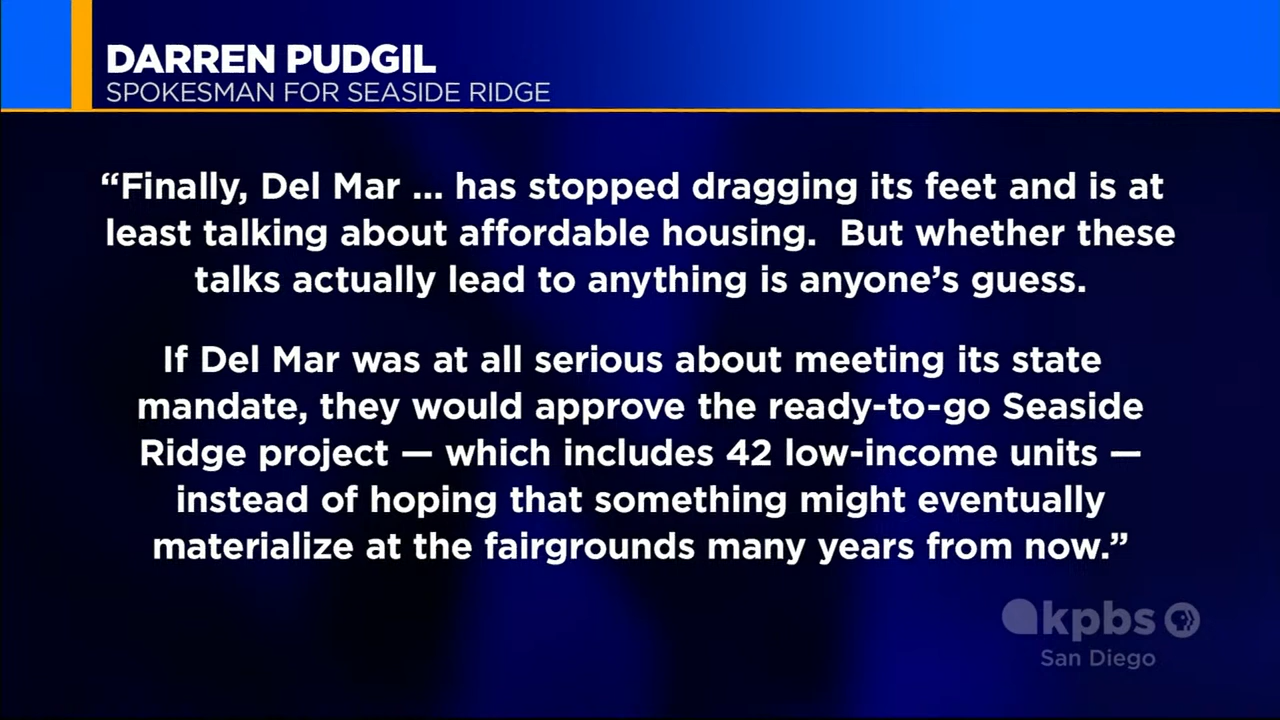 DARREN PUDGIL
SPOKESMAN FOR SEASIDE RIDGE
“Finally, Del Mar ... has stopped dragging its feet and is at
least talking about affordable housing.  But whether these
talks actually lead to anything is anyone’s guess.
If Del Mar was at all serious about meeting its state
mandate, they would approve the ready-to-go Seaside
Ridge project — which includes 42 low-income units —
instead of hoping that something might eventually
materialize at the fairgrounds many years from now.”
kpbs
San Diego